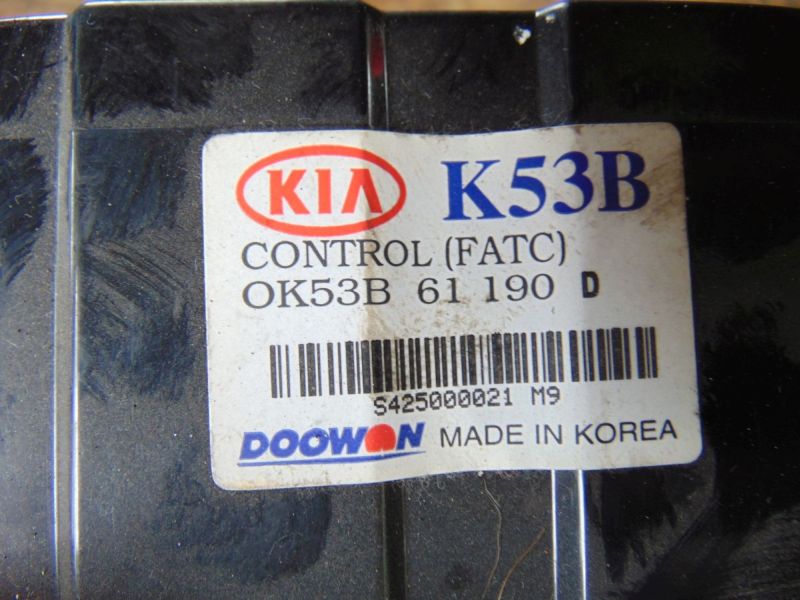 KIA K53B
CONTROL (FATC)
OK53B 61 190 D
S425000021 M9
DOOWON MADE IN KOREA